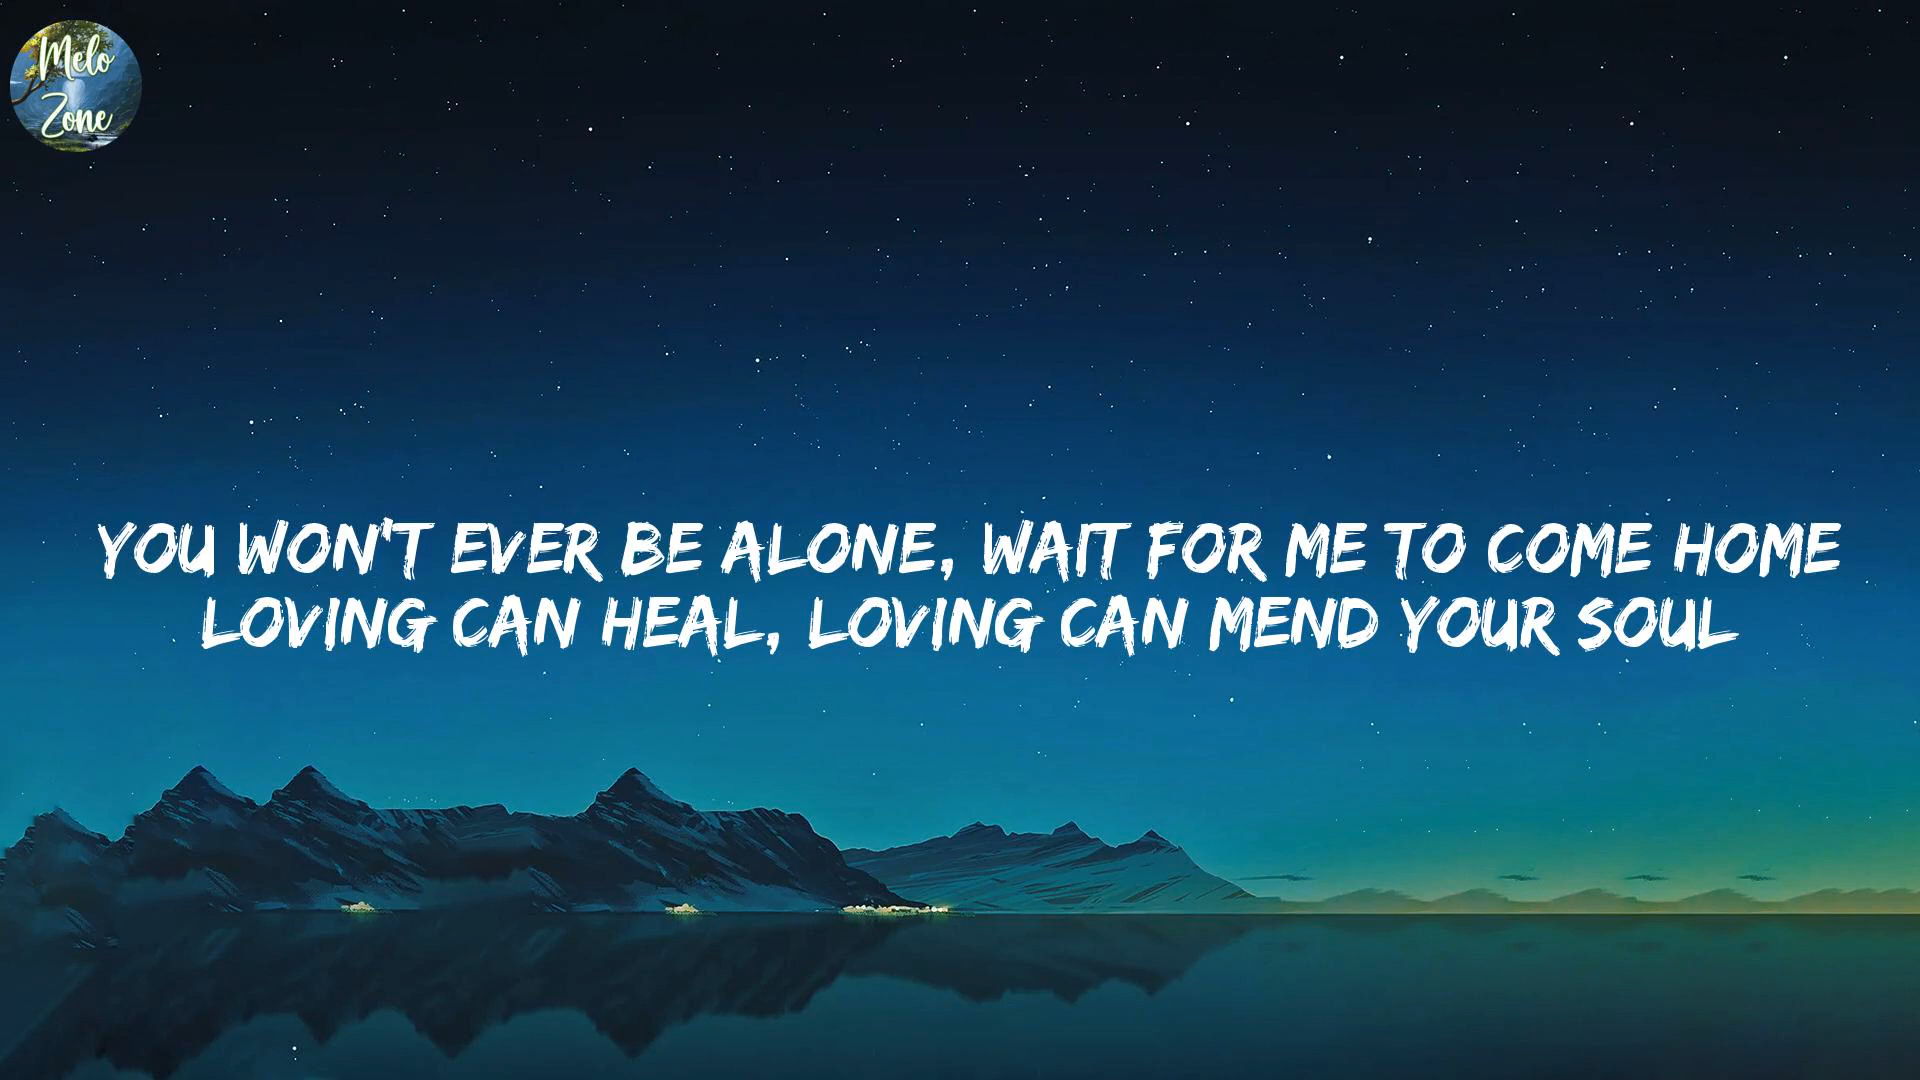 Melo
Zone
YOU WON'T EVER BE ALONE, WAIT FOR ME TO COME HOME
LOVING CAN HEAL, LOVING CAN MEND YOUR SOUL